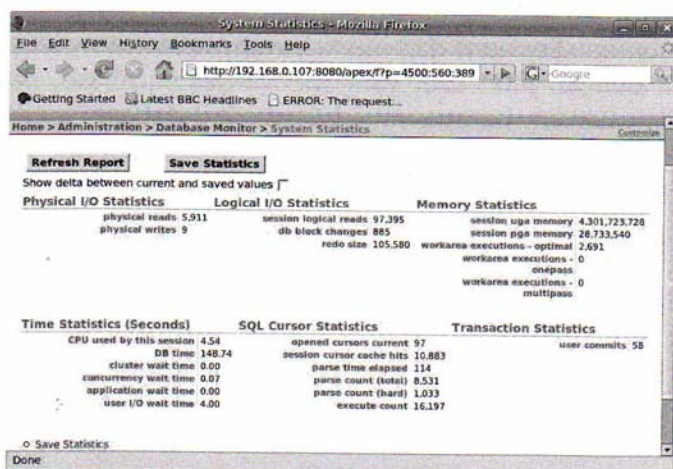 System Statistics - Mozilla Firefox
File Edit View History Bookmarks Tools Help
http://192.168.0.107:8080/apex/f?p=4500:560:389
Google
Getting Started Latest BBC Headlines ERROR: The request...
Home > Administration > Database Monitor > System Statistics
Customize
Refresh Report Save Statistics
Show delta between current and saved values
Physical I/O Statistics
physical reads 5,911
physical writes 9
Logical I/O Statistics
session logical reads 97,395
db block changes 885
redo size 105,580
Memory Statistics
session uga memory 4,301,723,728
session pga memory 28,733,540
workarea executions - optimal 2,691
workarea executions - 0
onepass
workarea executions - 0
multipass
Time Statistics (Seconds)
CPU used by this session 4.54
DB time 148.74
cluster wait time 0.00
concurrency wait time 0.07
application wait time 0.00
user I/O wait time 4.00
SQL Cursor Statistics
opened cursors current 97
session cursor cache hits 10,883
parse time elapsed 114
parse count (total) 8,531
parse count (hard) 1,033
execute count 16,197
Transaction Statistics
user commits 58
Save Statistics
Done